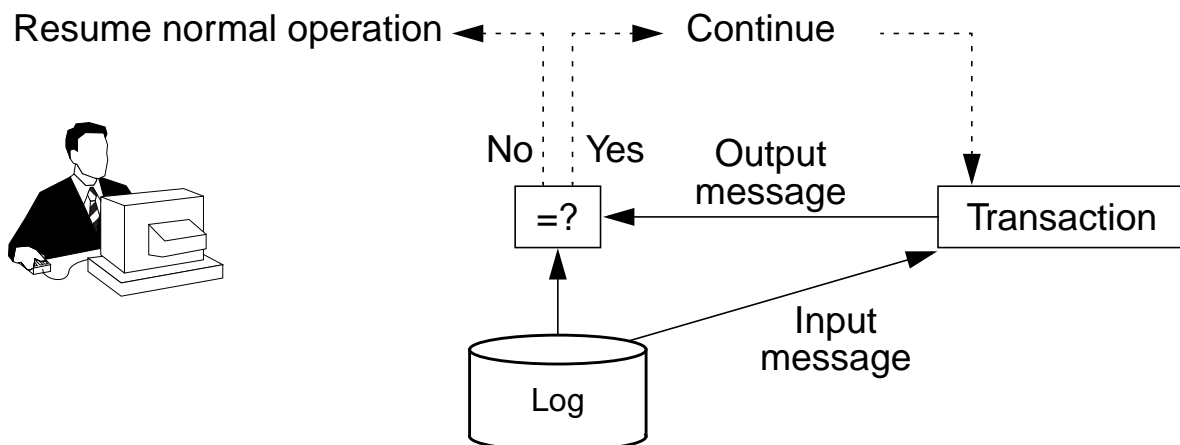 Resume normal operation
Continue
No
Yes
Output
message
=?
Transaction
Input
message
Log